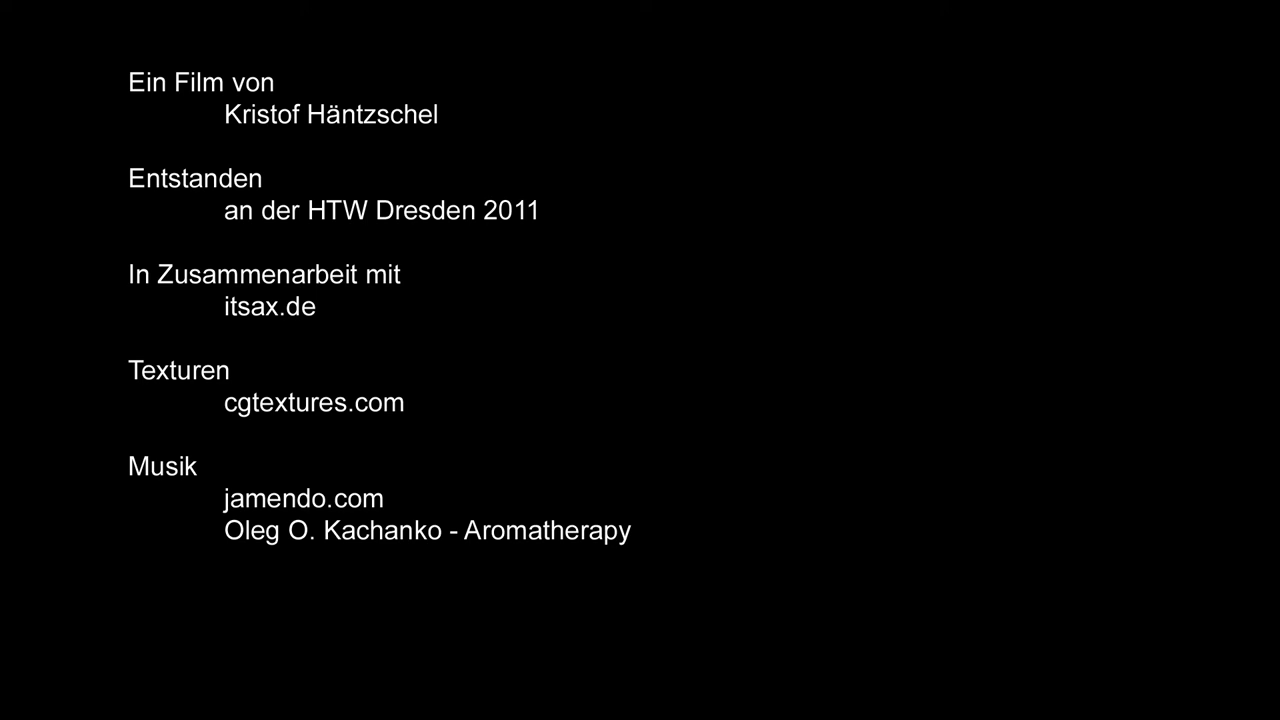 Ein Film von
Kristof Häntzschel
Entstanden
an der HTW Dresden 2011
In Zusammenarbeit mit
itsax.de
Texturen
cgtextures.com
Musik
jamendo.com
Oleg O. Kachanko - Aromatherapy